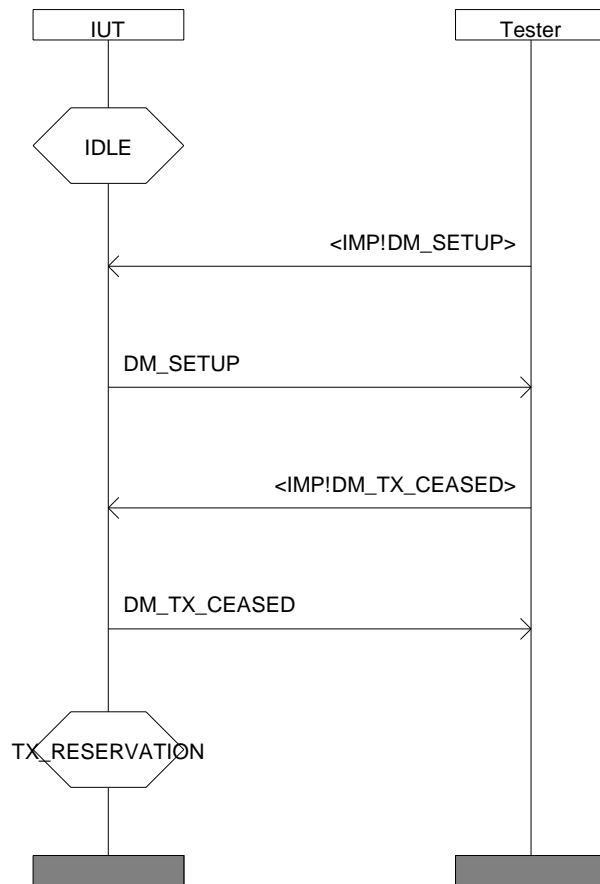 IUT
Tester
IDLE
<IMP!DM_SETUP>
DM_SETUP
<IMP!DM_TX_CEASED>
DM_TX_CEASED
TX_RESERVATION